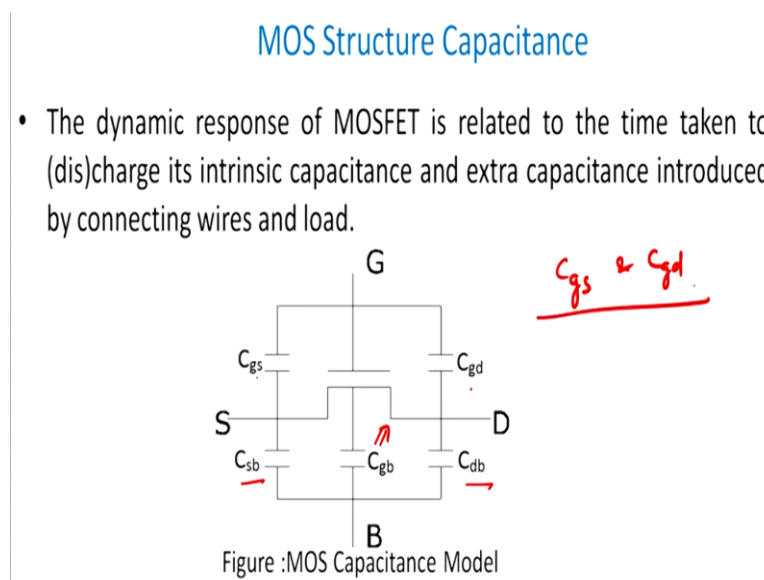 MOS Structure Capacitance
• The dynamic response of MOSFET is related to the time taken to
(dis)charge its intrinsic capacitance and extra capacitance introduced
by connecting wires and load.
G
Cgs & Cgd
Cgs
Cgd
S
D
Csb
Cgb
Cdb
B
Figure :MOS Capacitance Model